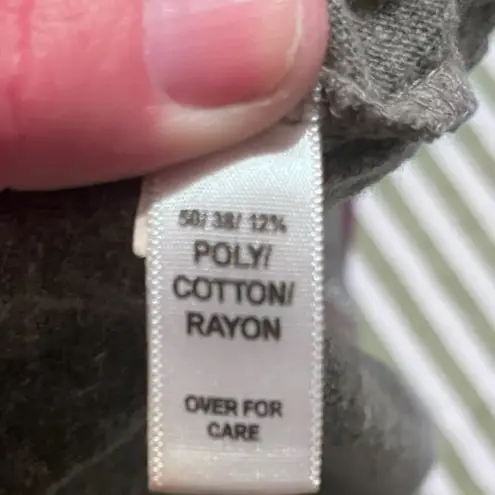 50/ 38/ 12%
POLY/
COTTON/
RAYON
OVER FOR
CARE